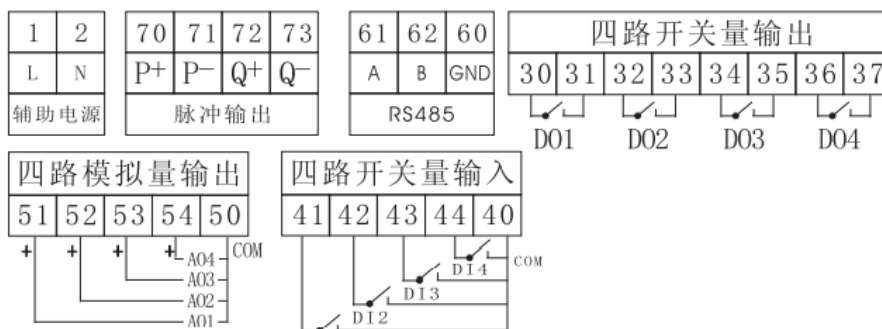 1 2
L N
辅助电源
70 71 72 73
P+ P- Q+ Q-
脉冲输出
61 62 60
A B GND
RS485
四路开关量输出
30 31 32 33 34 35 36 37
DO1 DO2 DO3 DO4
四路模拟量输出
51 52 53 54 50
+ + + + COM
AO4
AO3
AO2
AO1
四路开关量输入
41 42 43 44 40
COM
DI4
DI3
DI2